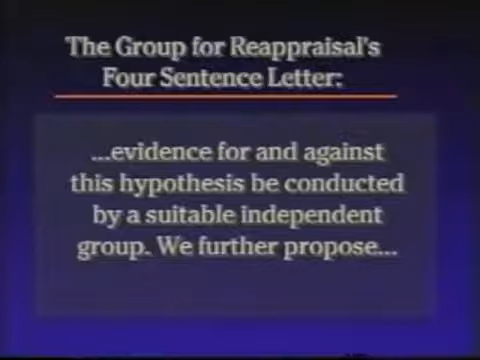 The Group for Reappraisal's
Four Sentence Letter:
...evidence for and against
this hypothesis be conducted
by a suitable independent
group. We further propose...